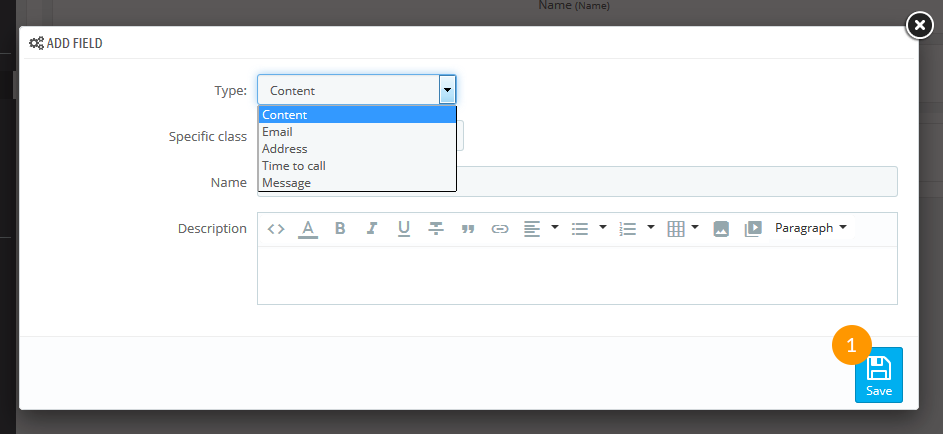 Name (Name)
ADD FIELD
Type:
Content
Content
Email
Address
Time to call
Message
Specific class
Name
Description
A B I U T Paragraph
1
Save